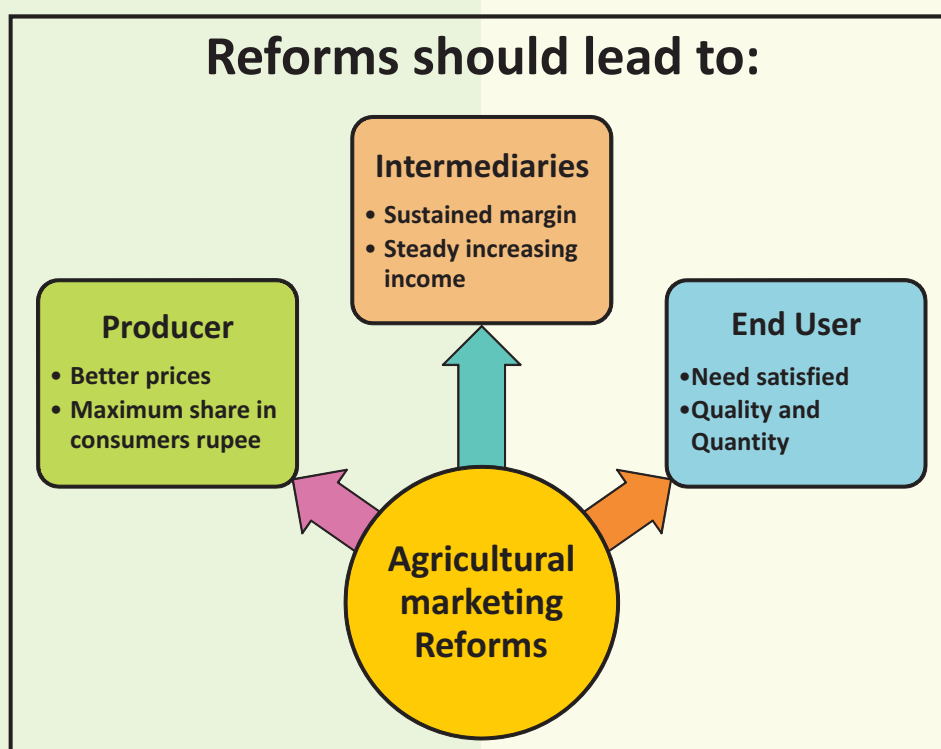 Reforms should lead to:
Intermediaries
• Sustained margin
• Steady increasing
income
Producer
• Better prices
• Maximum share in
consumers rupee
End User
•Need satisfied
•Quality and
Quantity
Agricultural
marketing
Reforms